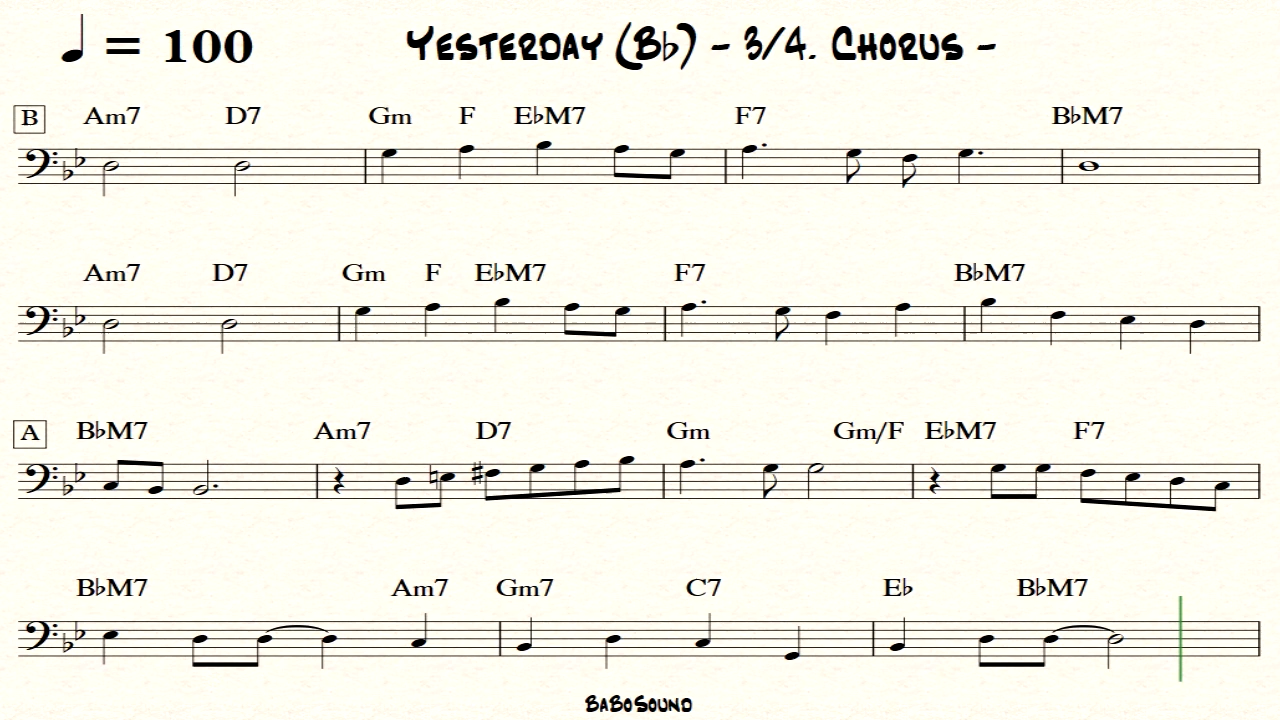 ♩ = 100 Yesterday (B♭) - 3/4. Chorus -
B Am7 D7 Gm F E♭M7 F7 B♭M7
Am7 D7 Gm F E♭M7 F7 B♭M7
A B♭M7 Am7 D7 Gm Gm/F E♭M7 F7
B♭M7 Am7 Gm7 C7 E♭ B♭M7
BaBoSound